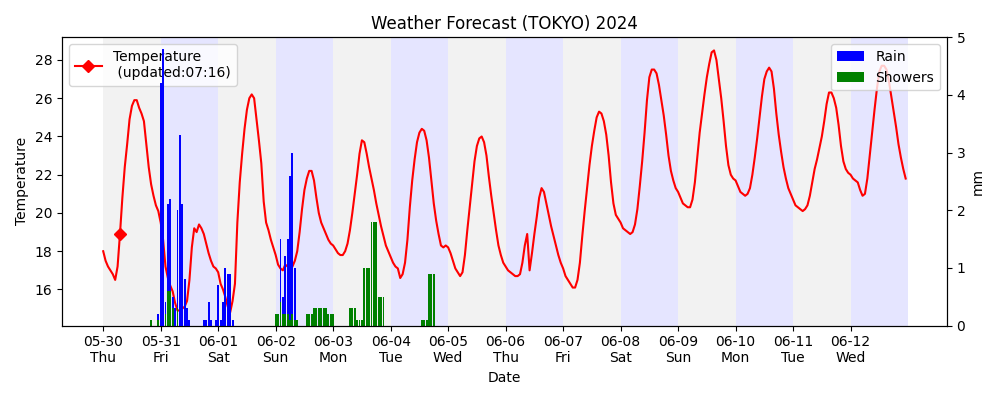 Weather Forecast (TOKYO) 2024
Temperature
(updated:07:16)
Rain
Showers
28
26
24
22
20
18
16
Temperature
5
4
3
2
1
0
mm
05-30 05-31 06-01 06-02 06-03 06-04 06-05 06-06 06-07 06-08 06-09 06-10 06-11 06-12
Thu Fri Sat Sun Mon Tue Wed Thu Fri Sat Sun Mon Tue Wed
Date